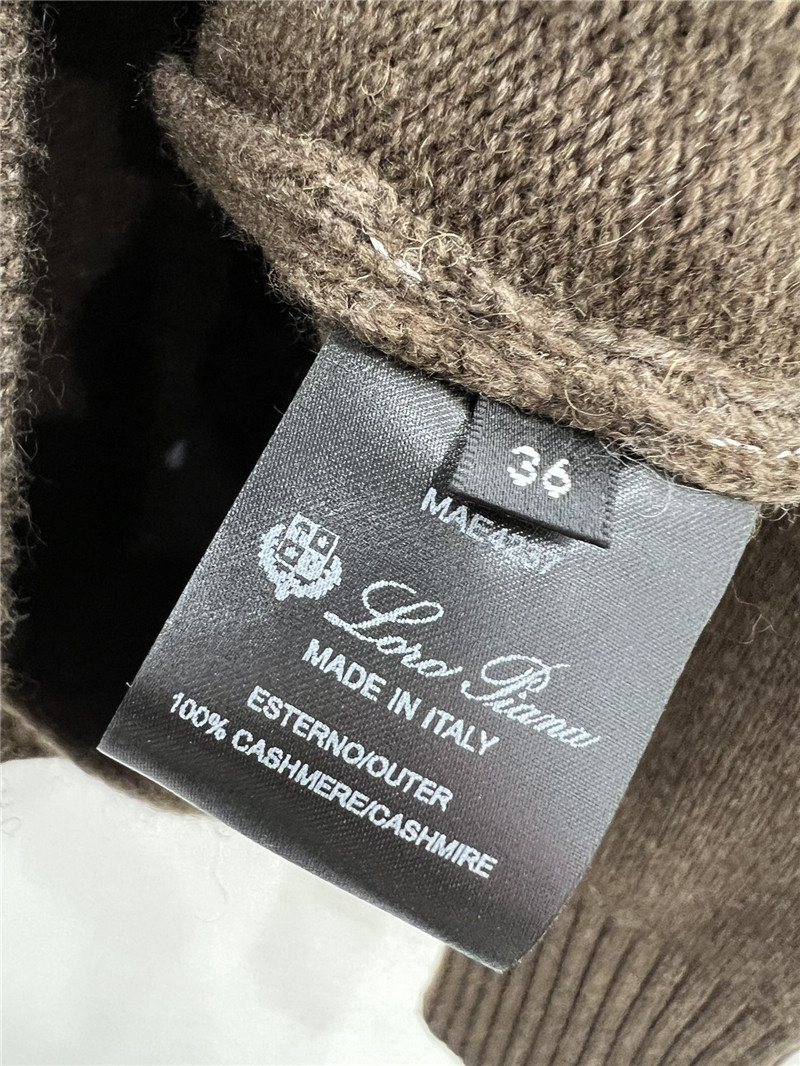 36
Loro Piana
MADE IN ITALY
ESTERNO/OUTER
100% CASHMERE/CASHMIRE